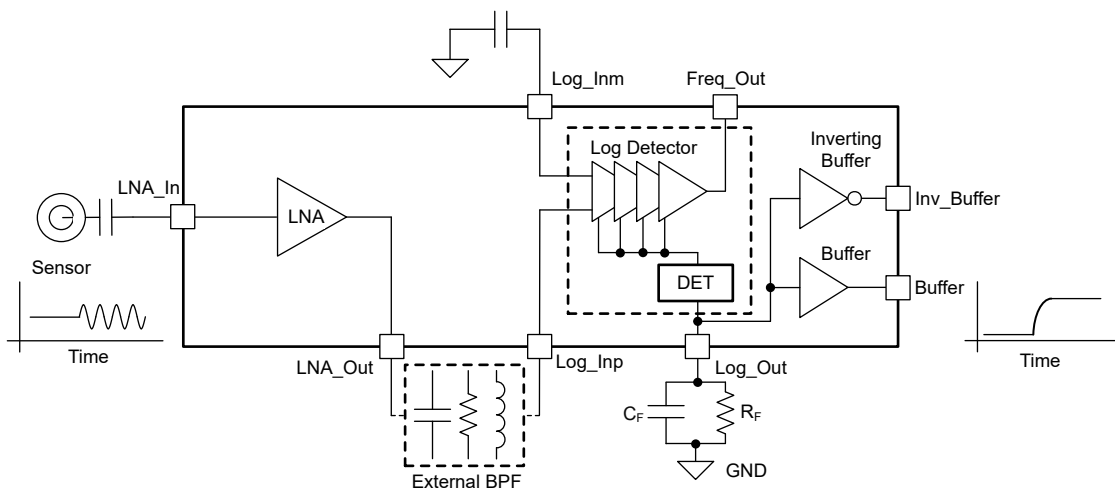 Log_Inm
Freq_Out
Log Detector
Inverting
Buffer
LNA_In
LNA
Inv_Buffer
Sensor
DET
Buffer
Buffer
Time
LNA_Out
Log_Inp
Log_Out
Time
CF
RF
GND
External BPF